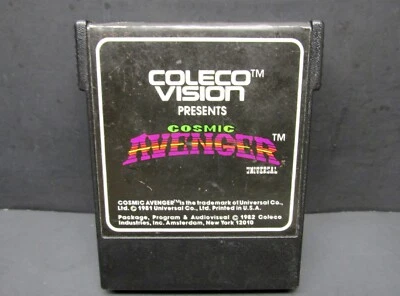 COLECO™
VISION
PRESENTS
COSMIC
AVENGER™
UNIVERSAL
COSMIC AVENGER™ is the trademark of Universal Co.,
Ltd. © 1981 Universal Co., Ltd. Printed in U.S.A.
Package, Program & Audiovisual © 1982 Coleco
Industries, Inc. Amsterdam, New York 12010